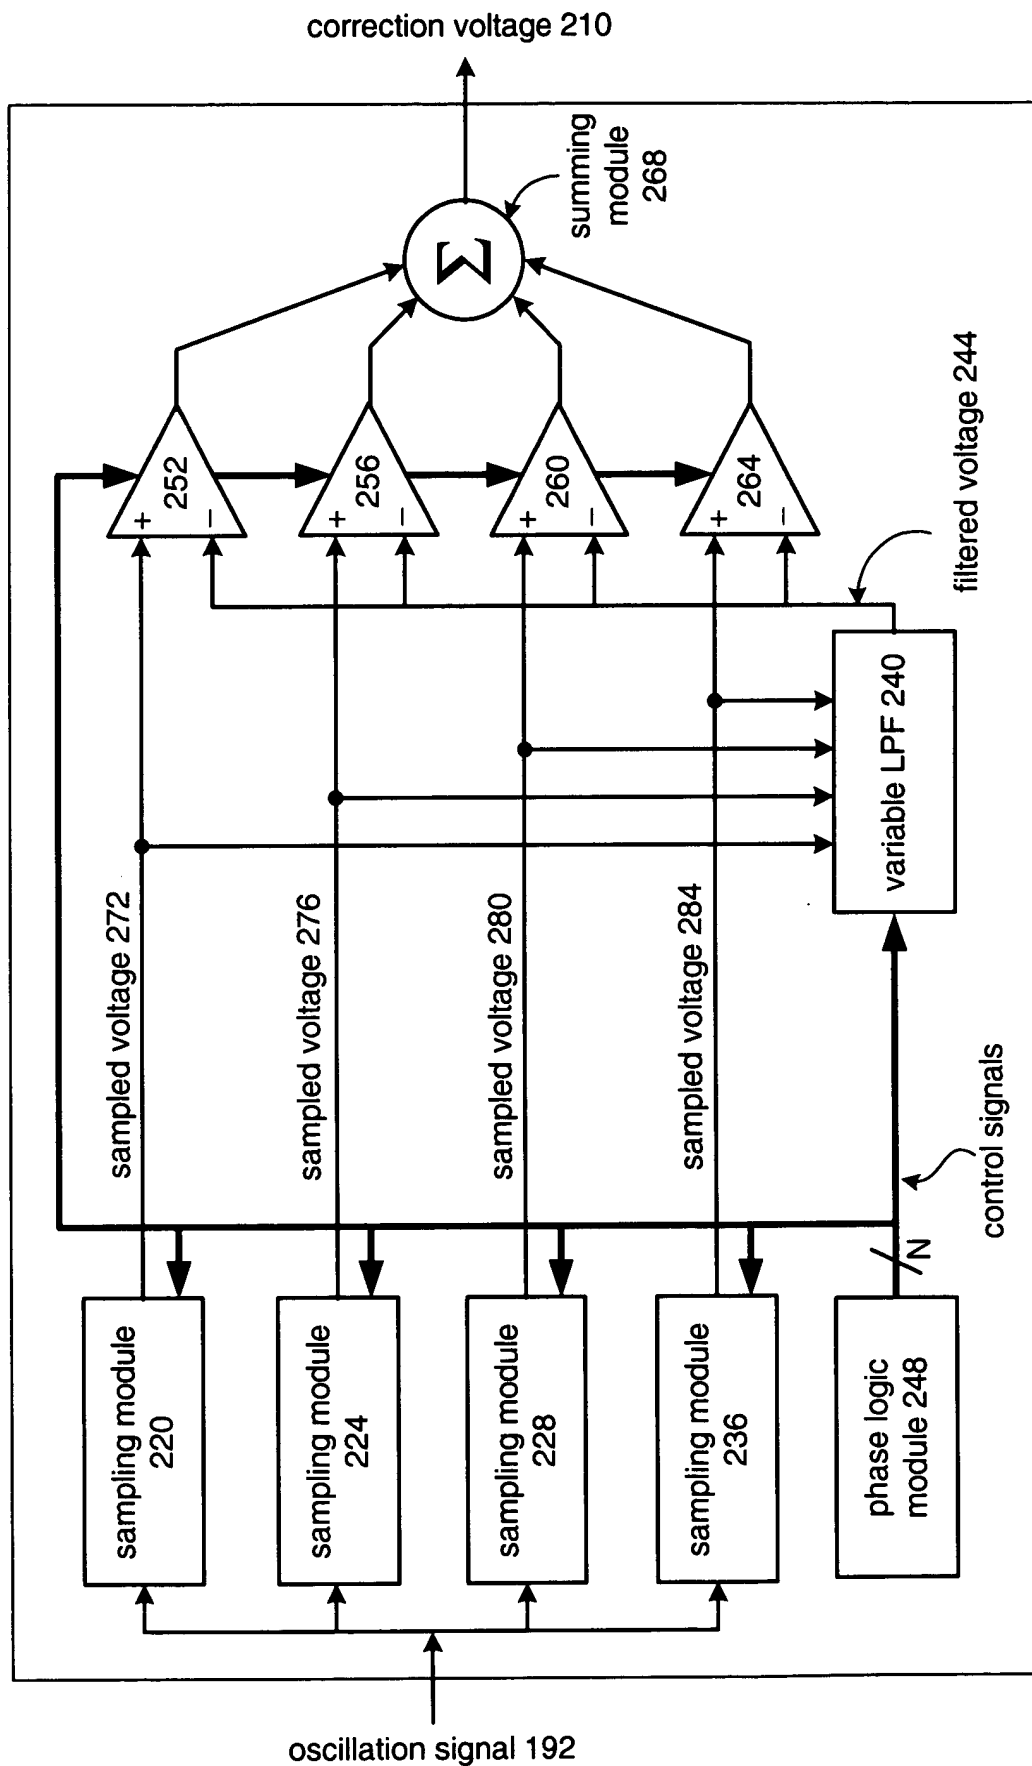 correction voltage 210
summing
module
268
Σ
252
+
−
256
+
−
260
+
−
264
+
−
filtered voltage 244
sampled voltage 272
sampled voltage 276
sampled voltage 280
sampled voltage 284
variable LPF 240
control signals
N
sampling module
220
sampling module
224
sampling module
228
sampling module
236
phase logic
module 248
oscillation signal 192